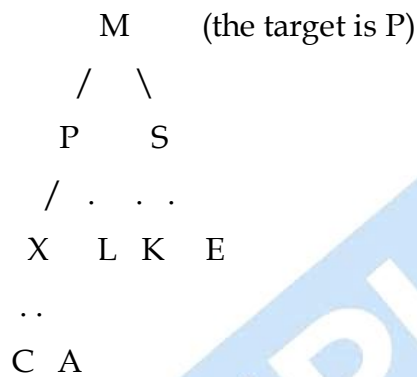 M (the target is P)
/ \
P S
/ . . .
X L K E
. .
C A